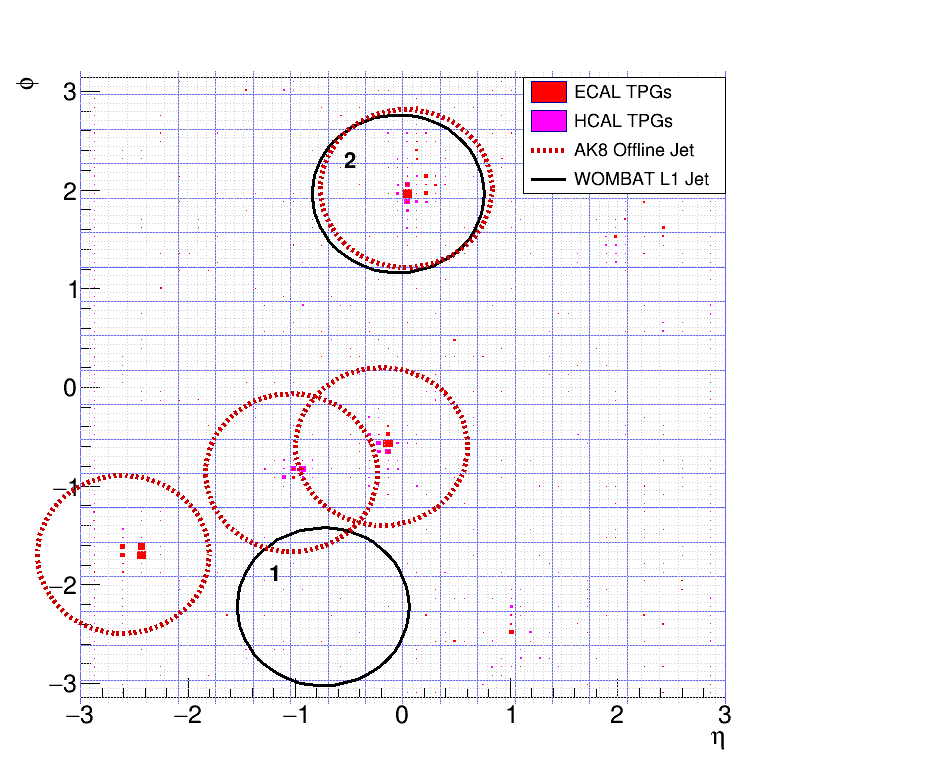 φ
3
2
1
0
−1
−2
−3
ECAL TPGs
HCAL TPGs
AK8 Offline Jet
WOMBAT L1 Jet
2
1
−3 −2 −1 0 1 2 3
η